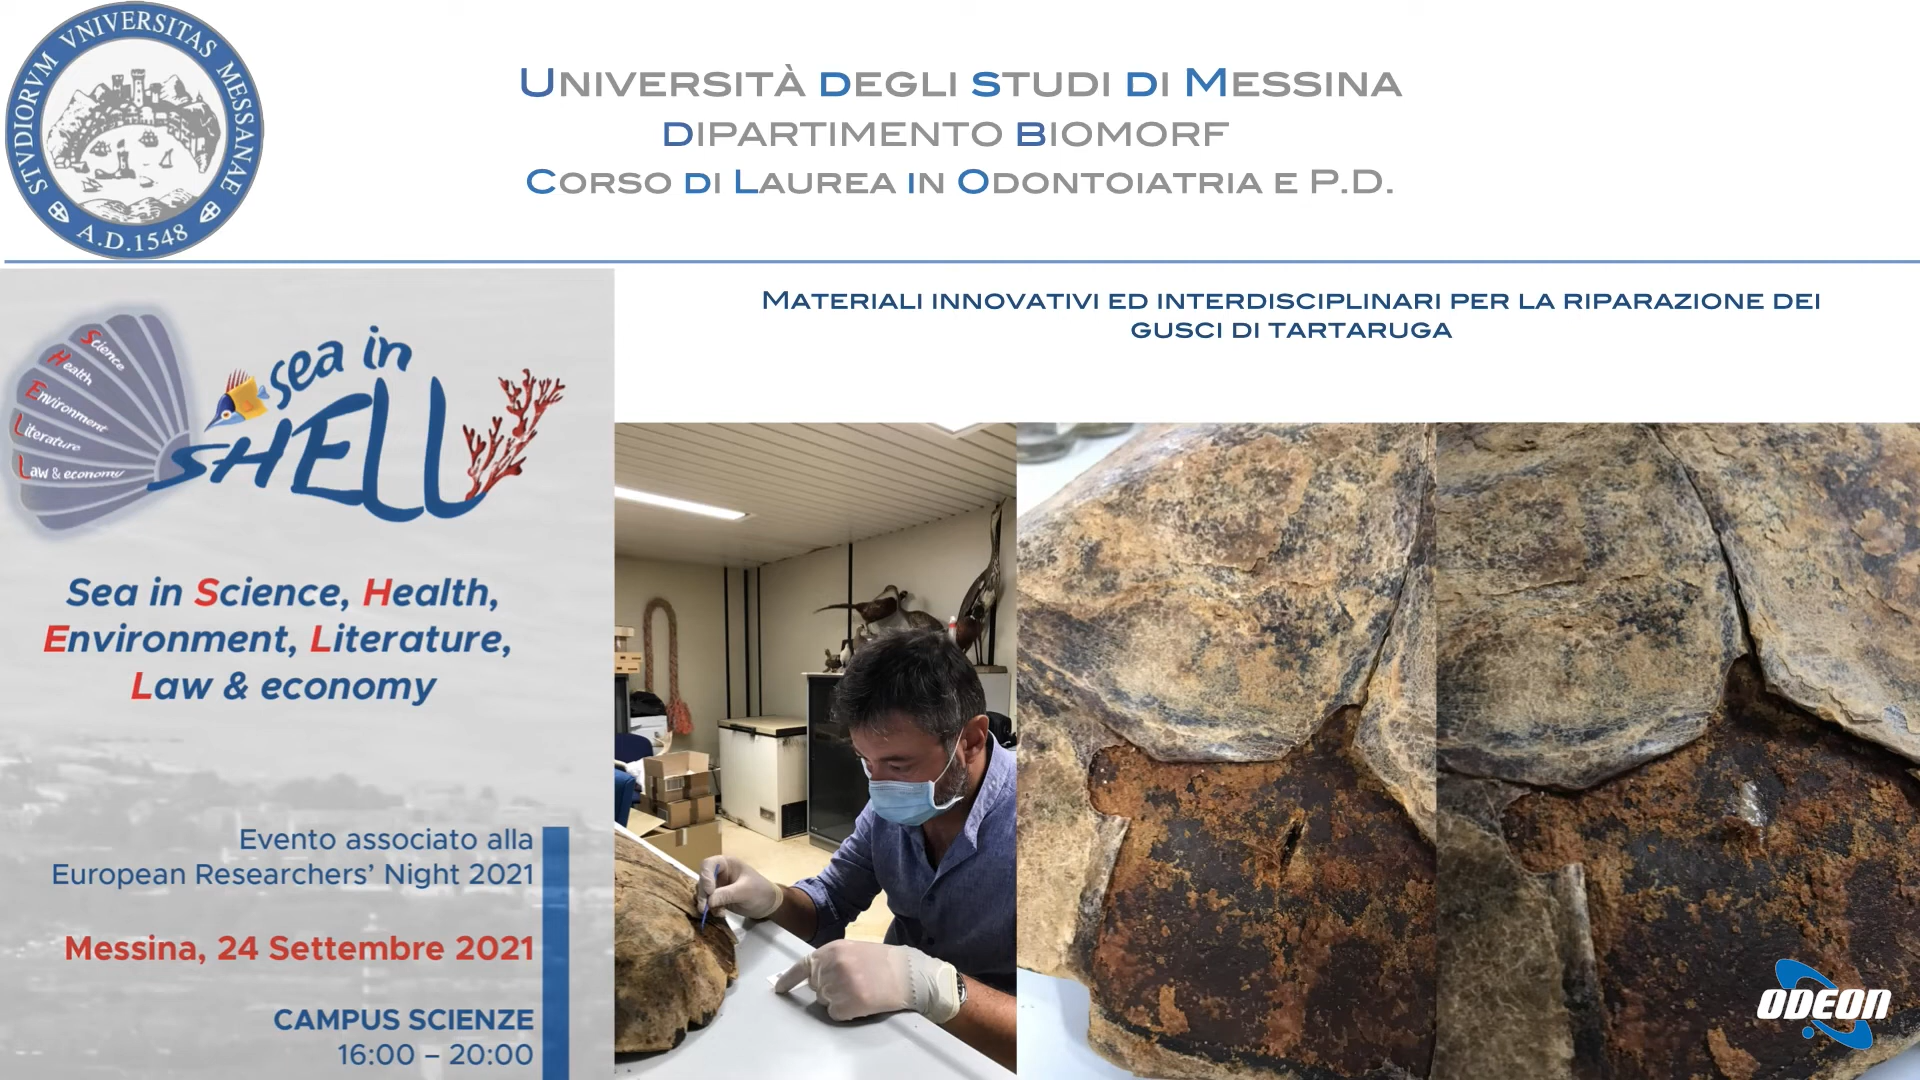 STVDIORVM VNIVERSITAS MESSANAE
A.D.1548
UNIVERSITÀ DEGLI STUDI DI MESSINA
DIPARTIMENTO BIOMORF
CORSO DI LAUREA IN ODONTOIATRIA E P.D.
MATERIALI INNOVATIVI ED INTERDISCIPLINARI PER LA RIPARAZIONE DEI
GUSCI DI TARTARUGA
Science
Health
Environment
Literature
Law & economy
sea in
SHELL
Sea in Science, Health,
Environment, Literature,
Law & economy
Evento associato alla
European Researchers' Night 2021
Messina, 24 Settembre 2021
CAMPUS SCIENZE
16:00 – 20:00
ODEON